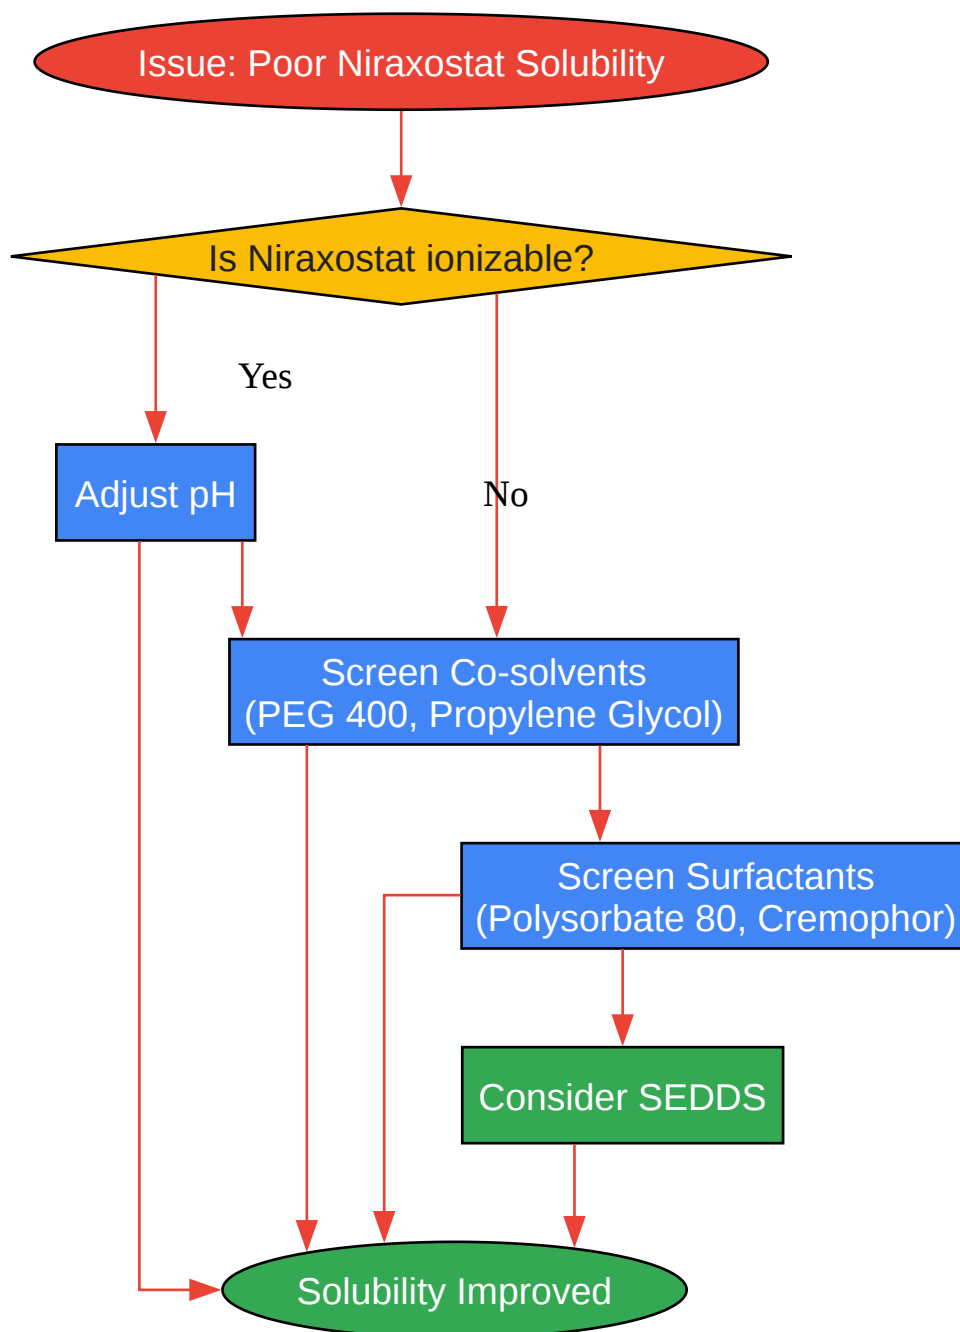 Issue: Poor Niraxostat Solubility
Is Niraxostat ionizable?
Yes
Adjust pH
No
Screen Co-solvents
(PEG 400, Propylene Glycol)
Screen Surfactants
(Polysorbate 80, Cremophor)
Consider SEDDS
Solubility Improved